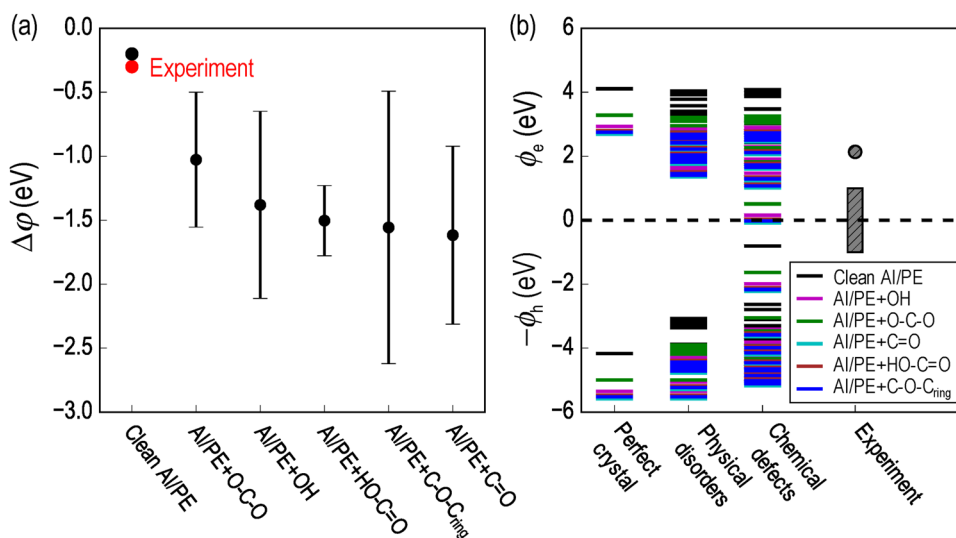 (a)
0.0
−0.5
−1.0
−1.5
−2.0
−2.5
−3.0
Δφ (eV)
Experiment
Clean Al/PE
Al/PE+O-C-O
Al/PE+OH
Al/PE+HO-C=O
Al/PE+C-O-Cring
Al/PE+C=O
(b)
6
4
2
0
−2
−4
−6
ϕe (eV)
−ϕh (eV)
Clean Al/PE
Al/PE+OH
Al/PE+O-C-O
Al/PE+C=O
Al/PE+HO-C=O
Al/PE+C-O-Cring
Perfect
crystal
Physical
disorders
Chemical
defects
Experiment